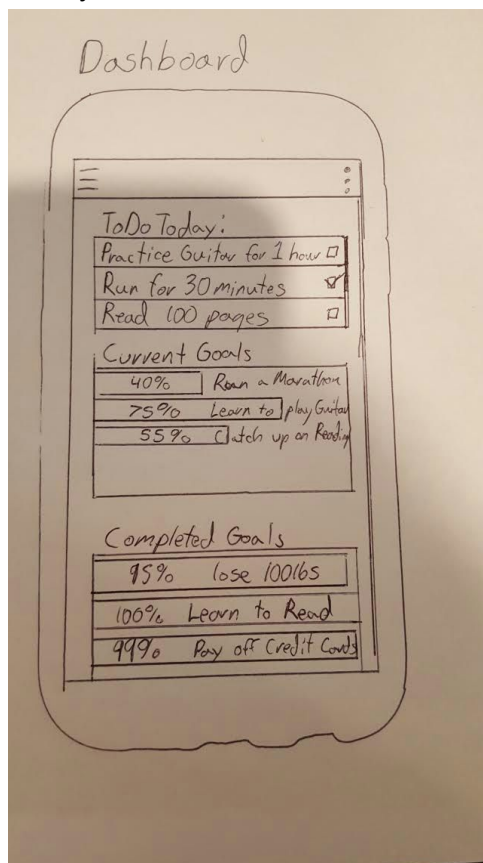 Dashboard
ToDo Today:
Practice Guitar for 1 hour
Run for 30 minutes
Read 100 pages
Current Goals
40% Run a Marathon
75% Learn to play Guitar
55% Catch up on Reading
Completed Goals
95% lose 100lbs
100% Learn to Read
99% Pay off Credit Cards